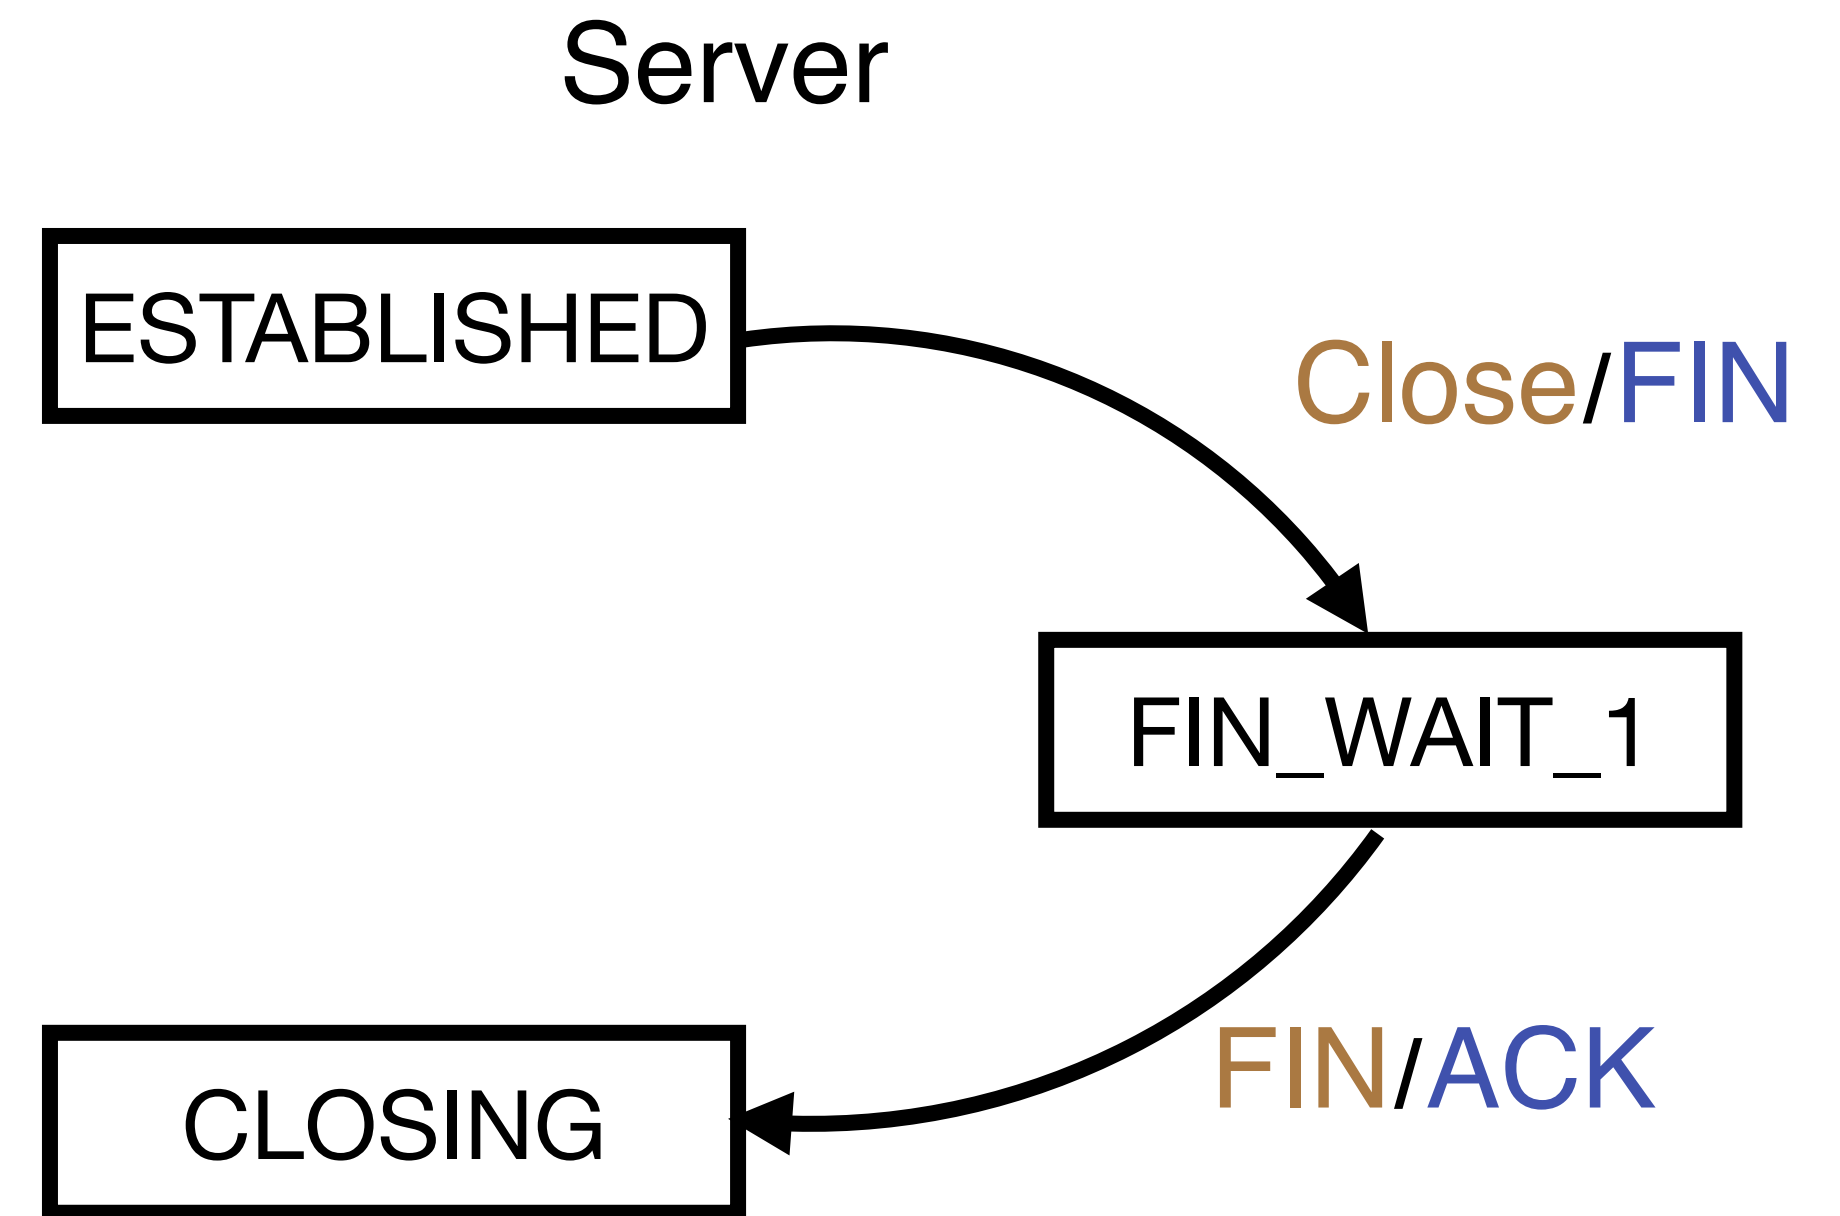 Server
ESTABLISHED
Close/FIN
FIN_WAIT_1
FIN/ACK
CLOSING